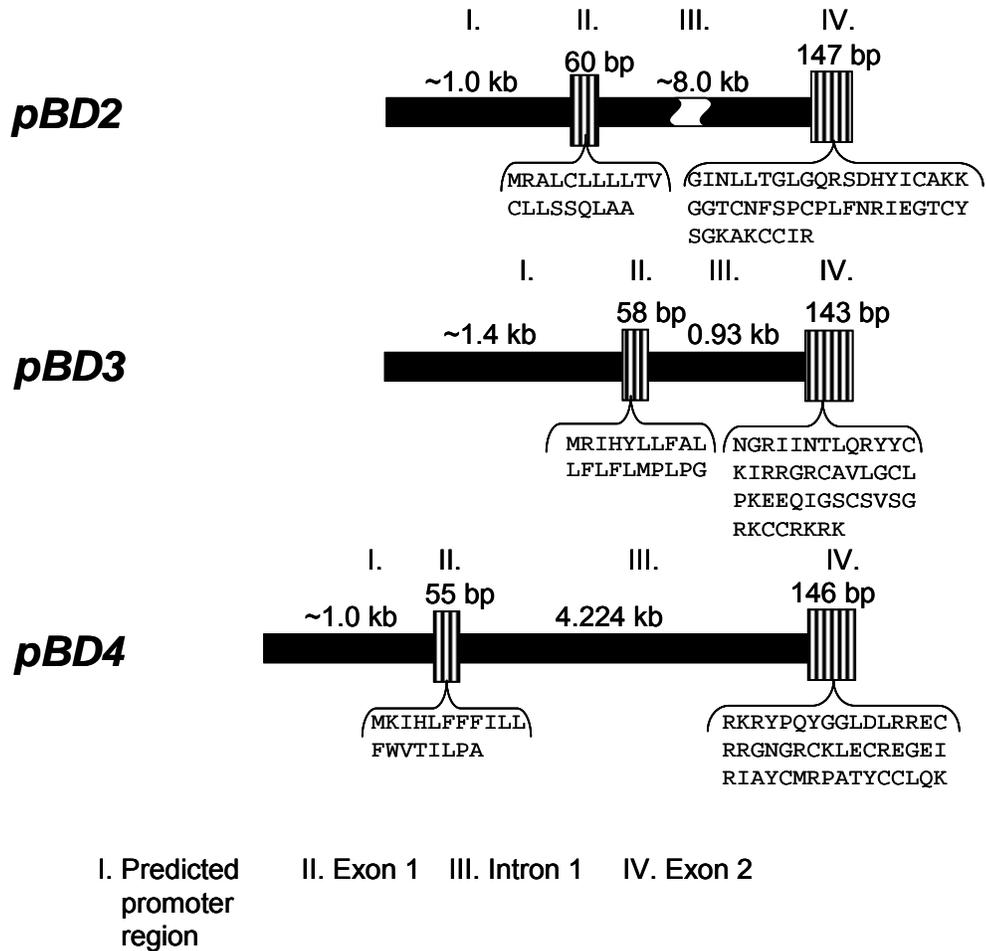 I. II. III. IV.
60 bp 147 bp
~1.0 kb ~8.0 kb
pBD2
MRALCLLLLTV
CLLSSQLAA
GINLLTGLGQRSDHYICAKK
GGTCNFSPCPLFNRIEGTCY
SGKAKCCIR
I. II. III. IV.
58 bp 143 bp
~1.4 kb 0.93 kb
pBD3
MRIHYLLFAL
LFLFLMPLPG
NGRIINTLQRYYC
KIRRGRCAVLGCL
PKEEQIGSCSVSG
RKCCRKRK
I. II. III. IV.
55 bp 146 bp
~1.0 kb 4.224 kb
pBD4
MKIHLFFFILL
FWVTILPA
RKRYPQYGGLDLRREC
RRGNGRCKLECREGEI
RIAYCMRPATYCCLQK
I. Predicted promoter region
II. Exon 1 III. Intron 1 IV. Exon 2